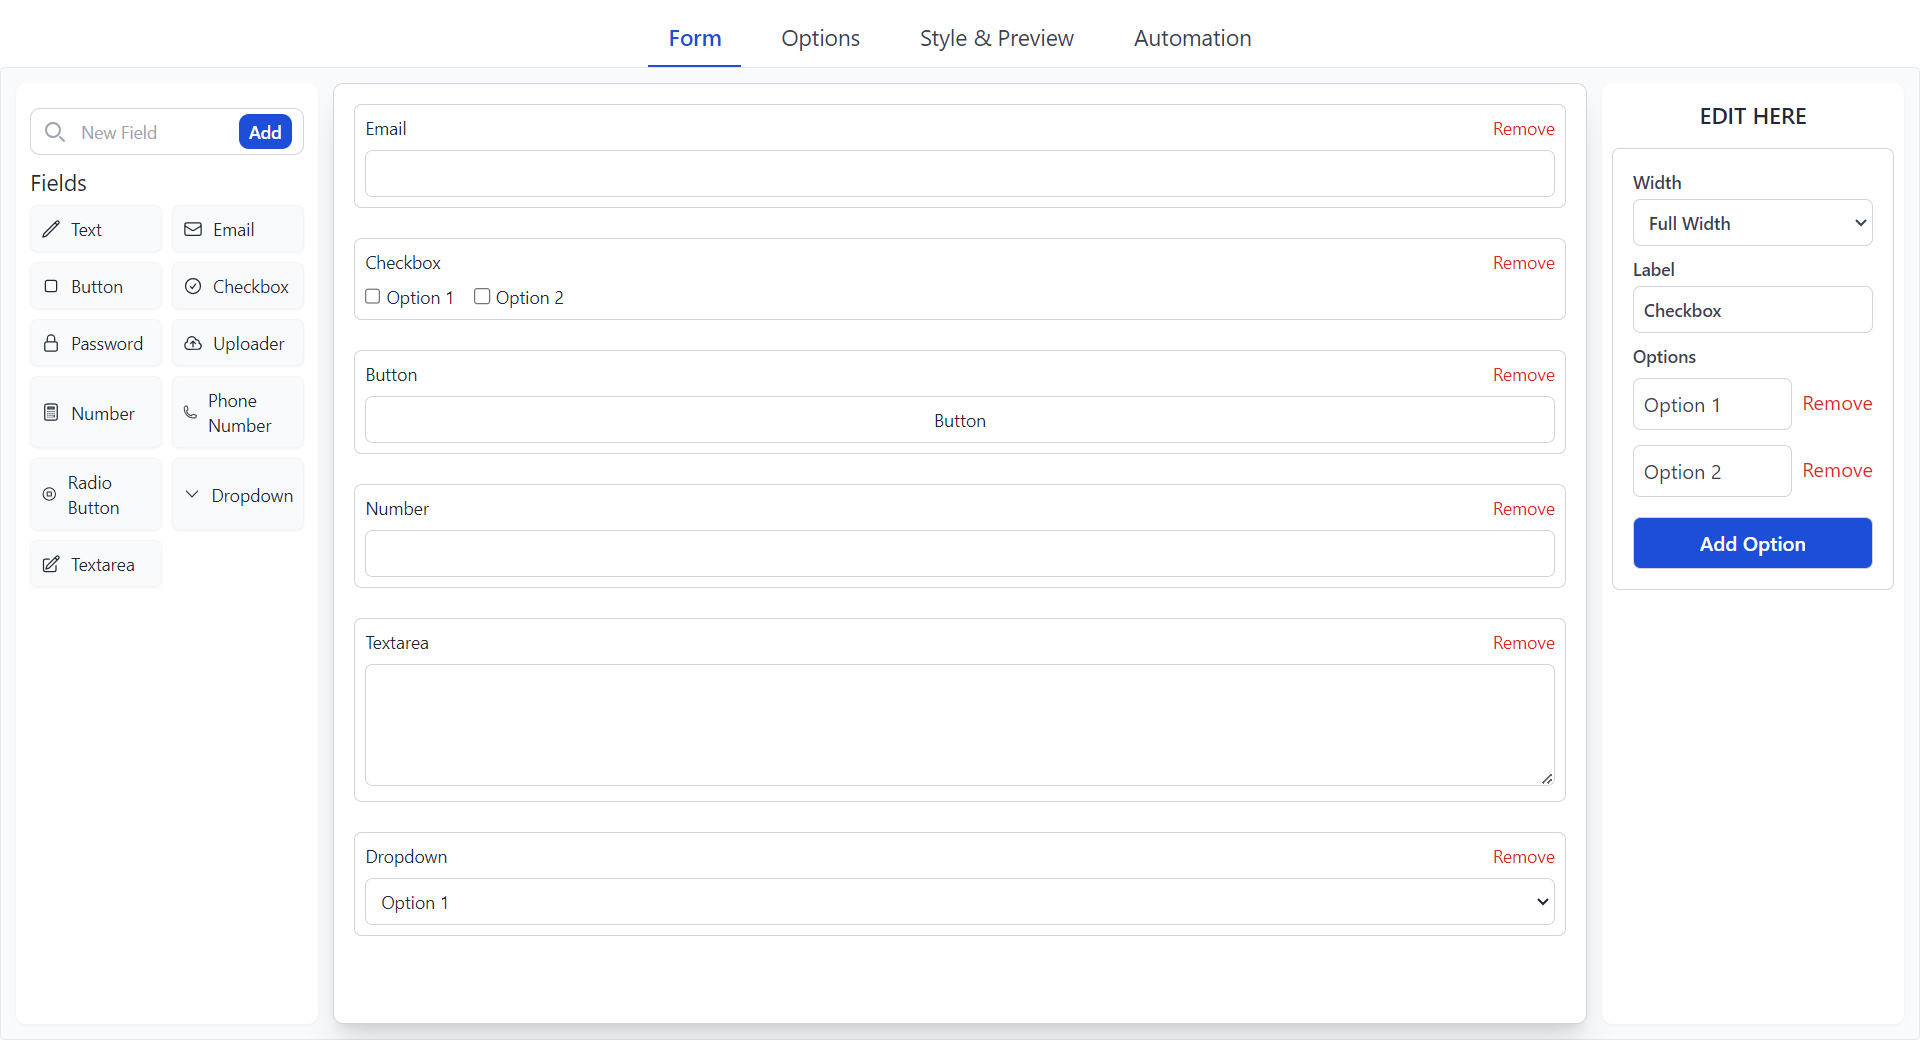 Form
Options
Style & Preview
Automation
New Field
Add
Fields
Text
Email
Button
Checkbox
Password
Uploader
Number
Phone
Number
Radio
Button
Dropdown
Textarea
Email
Remove
Checkbox
Remove
Option 1
Option 2
Button
Remove
Button
Number
Remove
Textarea
Remove
Dropdown
Remove
Option 1
EDIT HERE
Width
Full Width
Label
Checkbox
Options
Option 1
Remove
Option 2
Remove
Add Option